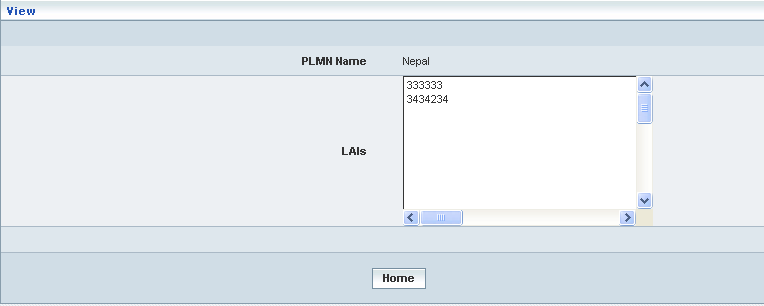 View
PLMN Name Nepal
LAIs
333333
3434234
Home